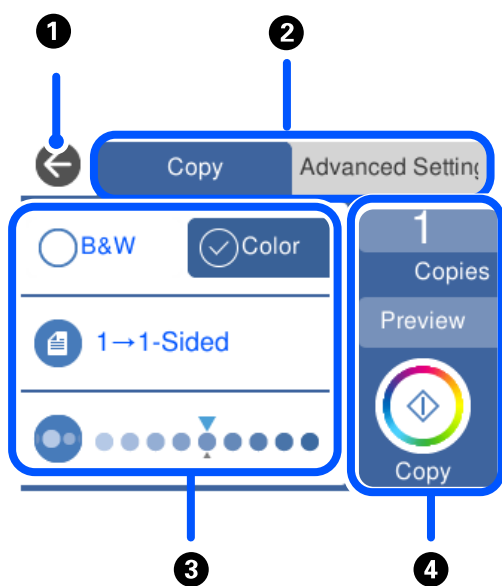 1
2
Copy
Advanced Setting
B&W
Color
1
Copies
1→1-Sided
Preview
Copy
3
4